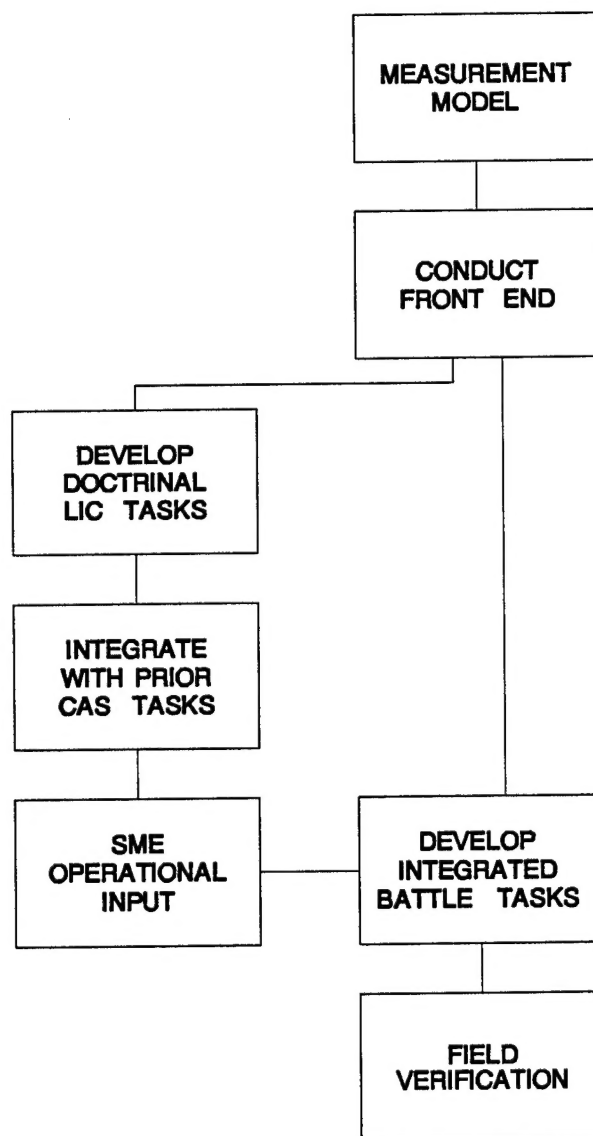 MEASUREMENT
MODEL
CONDUCT
FRONT END
DEVELOP
DOCTRINAL
LIC TASKS
INTEGRATE
WITH PRIOR
CAS TASKS
SME
OPERATIONAL
INPUT
DEVELOP
INTEGRATED
BATTLE TASKS
FIELD
VERIFICATION